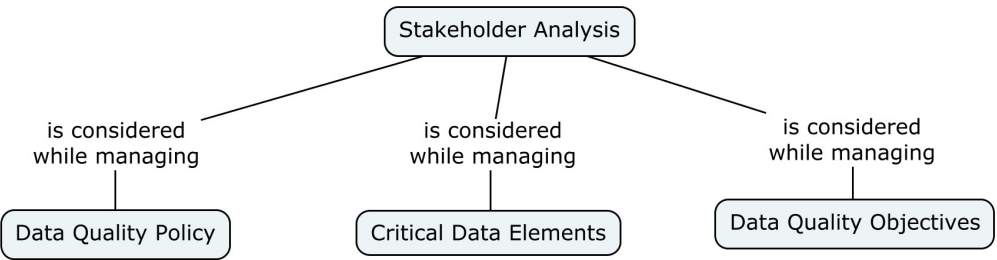 Stakeholder Analysis
is considered
while managing
is considered
while managing
is considered
while managing
Data Quality Policy
Critical Data Elements
Data Quality Objectives